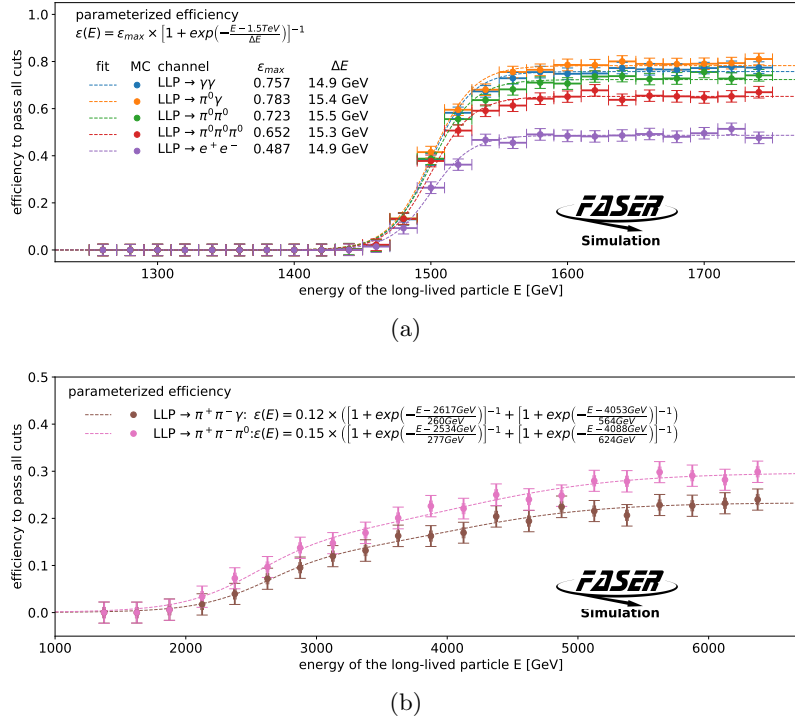 parameterized efficiency
ε(E) = ε_max × [1 + exp(−(E − 1.5TeV)/ΔE)]⁻¹
fit MC channel ε_max ΔE
LLP → γγ 0.757 14.9 GeV
LLP → π⁰γ 0.783 15.4 GeV
LLP → π⁰π⁰ 0.723 15.5 GeV
LLP → π⁰π⁰π⁰ 0.652 15.3 GeV
LLP → e⁺e⁻ 0.487 14.9 GeV
efficiency to pass all cuts
0.0 0.2 0.4 0.6 0.8 1.0
FASER
Simulation
1300 1400 1500 1600 1700
energy of the long-lived particle E [GeV]
(a)
parameterized efficiency
LLP → π⁺π⁻γ: ε(E) = 0.12 × ([1 + exp(−(E − 2617GeV)/260GeV)]⁻¹ + [1 + exp(−(E − 4053GeV)/564GeV)]⁻¹)
LLP → π⁺π⁻π⁰:ε(E) = 0.15 × ([1 + exp(−(E − 2534GeV)/277GeV)]⁻¹ + [1 + exp(−(E − 4088GeV)/624GeV)]⁻¹)
efficiency to pass all cuts
0.0 0.1 0.2 0.3 0.4 0.5
FASER
Simulation
1000 2000 3000 4000 5000 6000
energy of the long-lived particle E [GeV]
(b)